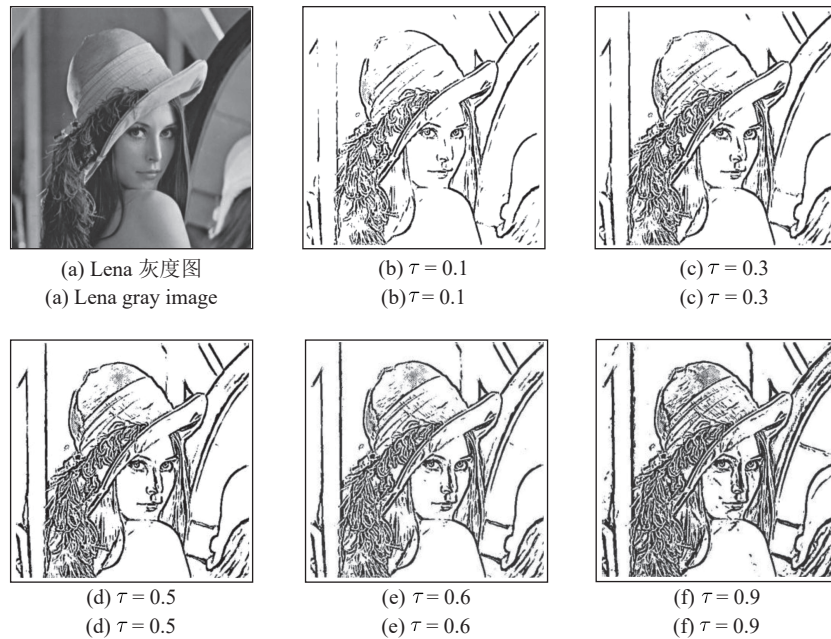 (a) Lena 灰度图
(a) Lena gray image
(b) τ = 0.1
(b) τ = 0.1
(c) τ = 0.3
(c) τ = 0.3
(d) τ = 0.5
(d) τ = 0.5
(e) τ = 0.6
(e) τ = 0.6
(f) τ = 0.9
(f) τ = 0.9